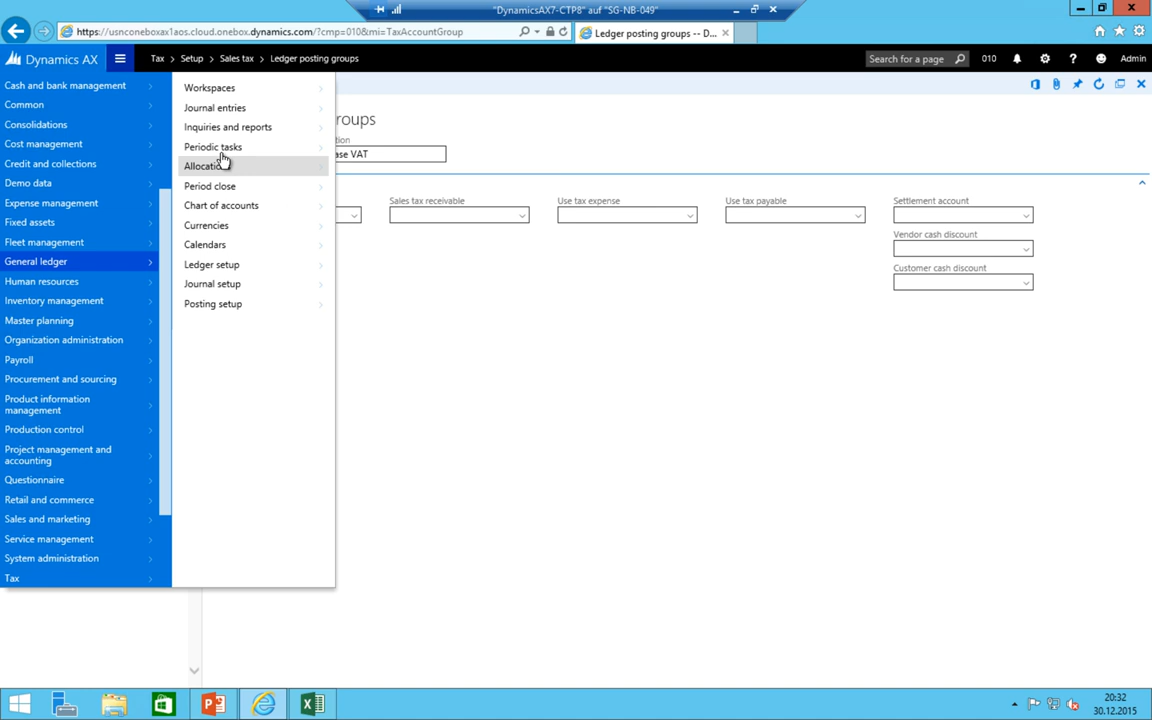 "DynamicsAX7-CTP8" auf "SG-NB-049"
https://usnconeboxax1aos.cloud.onebox.dynamics.com/?cmp=010&mi=TaxAccountGroup
Ledger posting groups -- D...
Dynamics AX
Tax > Setup > Sales tax > Ledger posting groups
Search for a page
010
?
Admin
Cash and bank management
Common
Consolidations
Cost management
Credit and collections
Demo data
Expense management
Fixed assets
Fleet management
General ledger
Human resources
Inventory management
Master planning
Organization administration
Payroll
Procurement and sourcing
Product information
management
Production control
Project management and
accounting
Questionnaire
Retail and commerce
Sales and marketing
Service management
System administration
Tax
Workspaces
Journal entries
Inquiries and reports
Periodic tasks
Period close
Chart of accounts
Currencies
Calendars
Ledger setup
Journal setup
Posting setup
roups
tion
ase VAT
Sales tax receivable
Use tax expense
Use tax payable
Settlement account
Vendor cash discount
Customer cash discount
20:32
30.12.2015